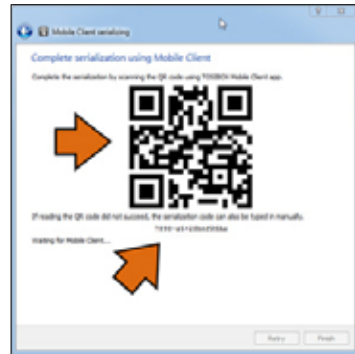 Mobile Client serializing
Complete serialization using Mobile Client
Complete the serialization by scanning the QR code using TOSIBOX Mobile Client app.
If reading the QR code did not succeed, the serialization code can also be typed in manually.
Waiting for Mobile Client...
Retry
Finish